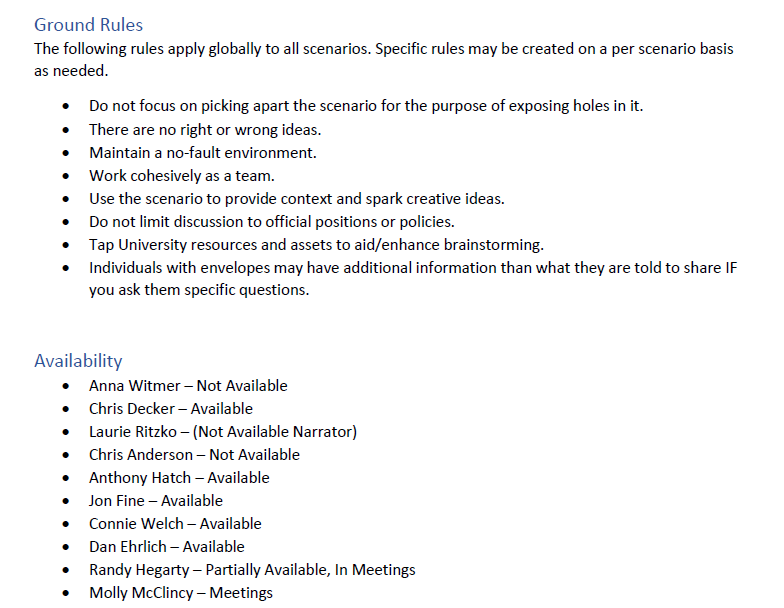 Ground Rules
The following rules apply globally to all scenarios. Specific rules may be created on a per scenario basis
as needed.
• Do not focus on picking apart the scenario for the purpose of exposing holes in it.
• There are no right or wrong ideas.
• Maintain a no-fault environment.
• Work cohesively as a team.
• Use the scenario to provide context and spark creative ideas.
• Do not limit discussion to official positions or policies.
• Tap University resources and assets to aid/enhance brainstorming.
• Individuals with envelopes may have additional information than what they are told to share IF
you ask them specific questions.
Availability
• Anna Witmer – Not Available
• Chris Decker – Available
• Laurie Ritzko – (Not Available Narrator)
• Chris Anderson – Not Available
• Anthony Hatch – Available
• Jon Fine – Available
• Connie Welch – Available
• Dan Ehrlich – Available
• Randy Hegarty – Partially Available, In Meetings
• Molly McClincy – Meetings